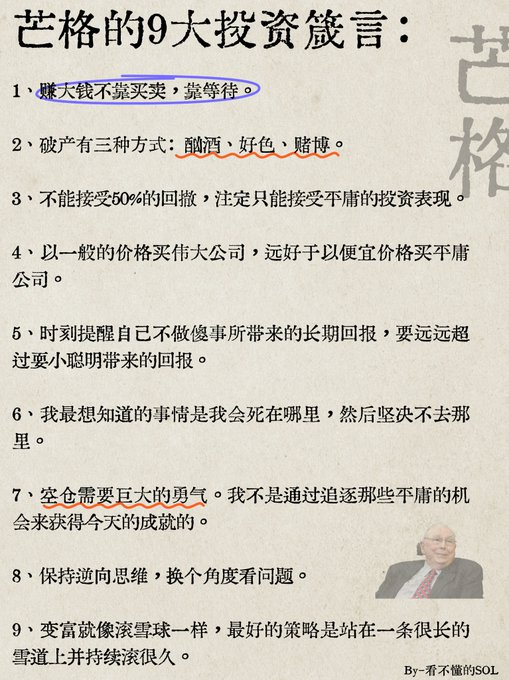 芒格的9大投资箴言：
芒格
1、赚大钱不靠买卖，靠等待。
2、破产有三种方式：酗酒、好色、赌博。
3、不能接受50%的回撤，注定只能接受平庸的投资表现。
4、以一般的价格买伟大公司，远好于以便宜价格买平庸
公司。
5、时刻提醒自己不做傻事所带来的长期回报，要远远超
过耍小聪明带来的回报。
6、我最想知道的事情是我会死在哪里，然后坚决不去那
里。
7、空仓需要巨大的勇气。我不是通过追逐那些平庸的机
会来获得今天的成就的。
8、保持逆向思维，换个角度看问题。
9、变富就像滚雪球一样，最好的策略是站在一条很长的
雪道上并持续滚很久。
By-看不懂的SOL